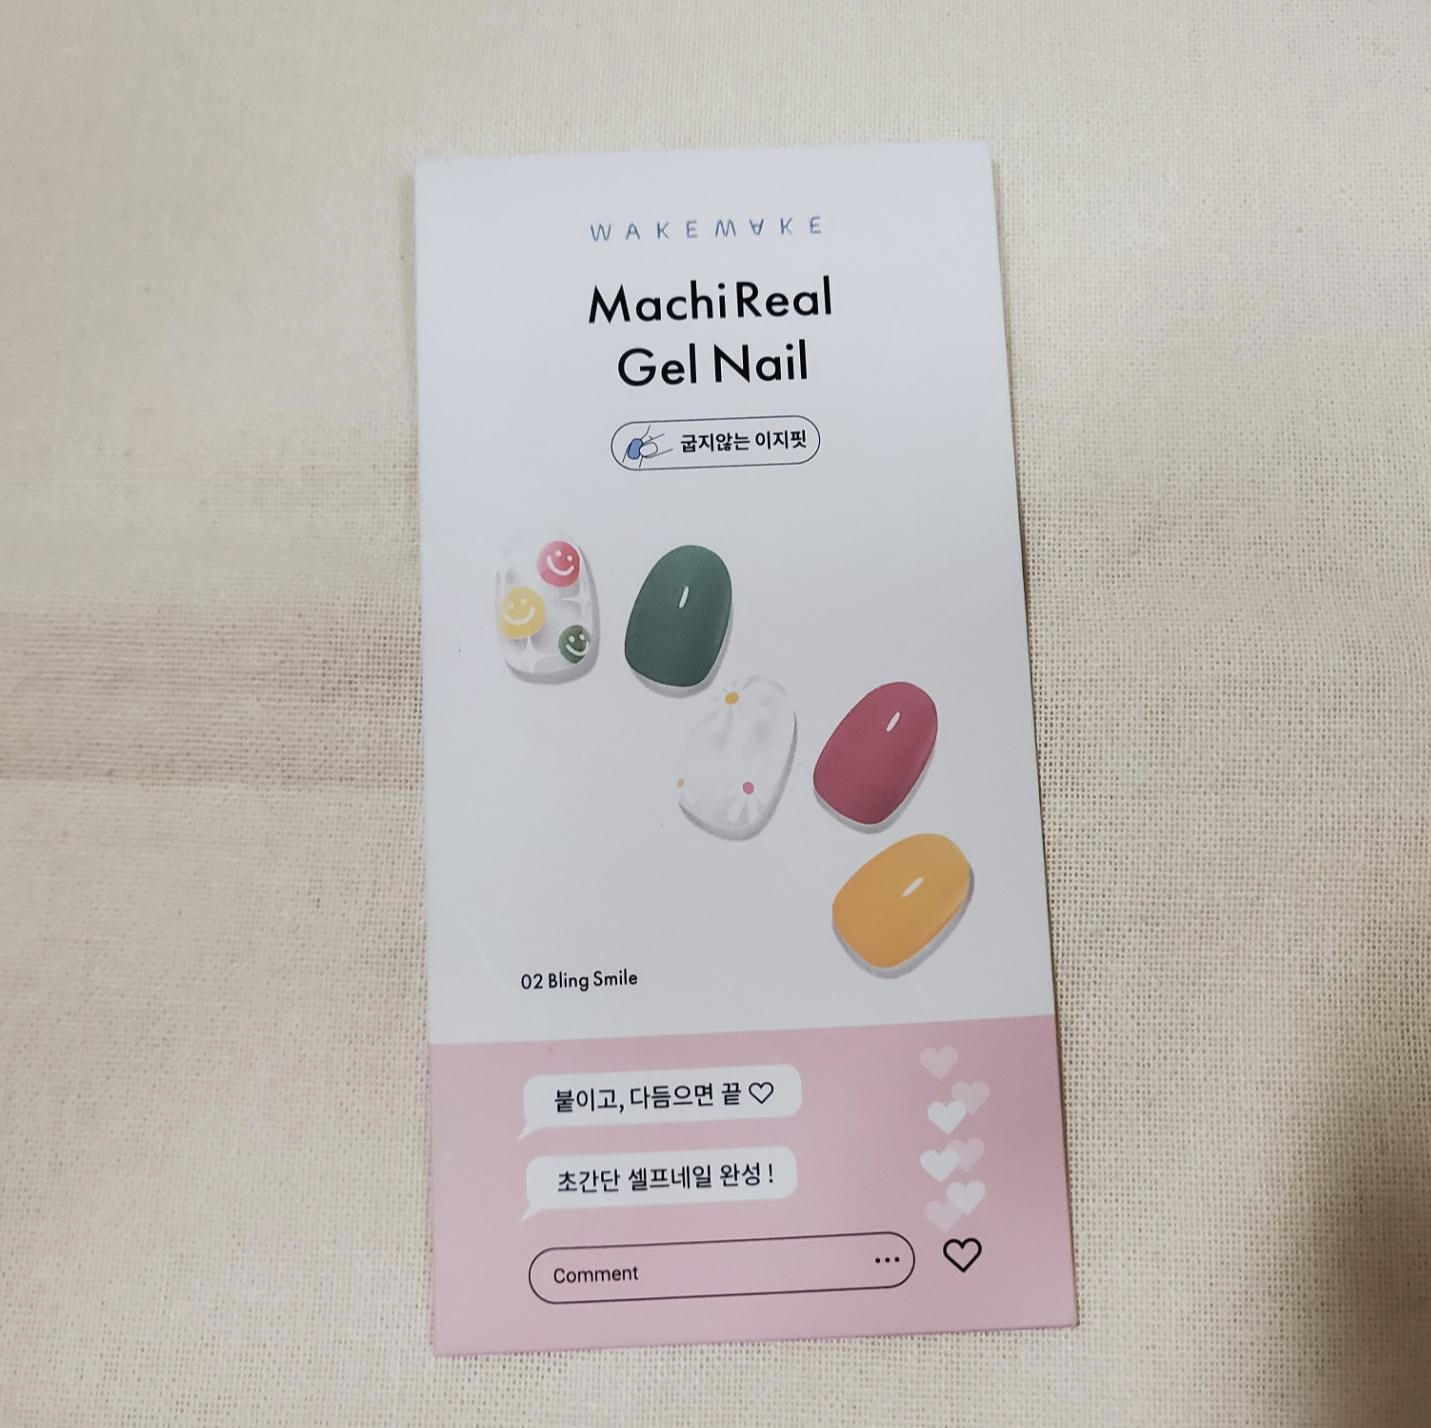 WAKEMAKE
MachiReal
Gel Nail
굽지않는 이지핏
02 Bling Smile
붙이고, 다듬으면 끝♡
초간단 셀프네일 완성!
Comment